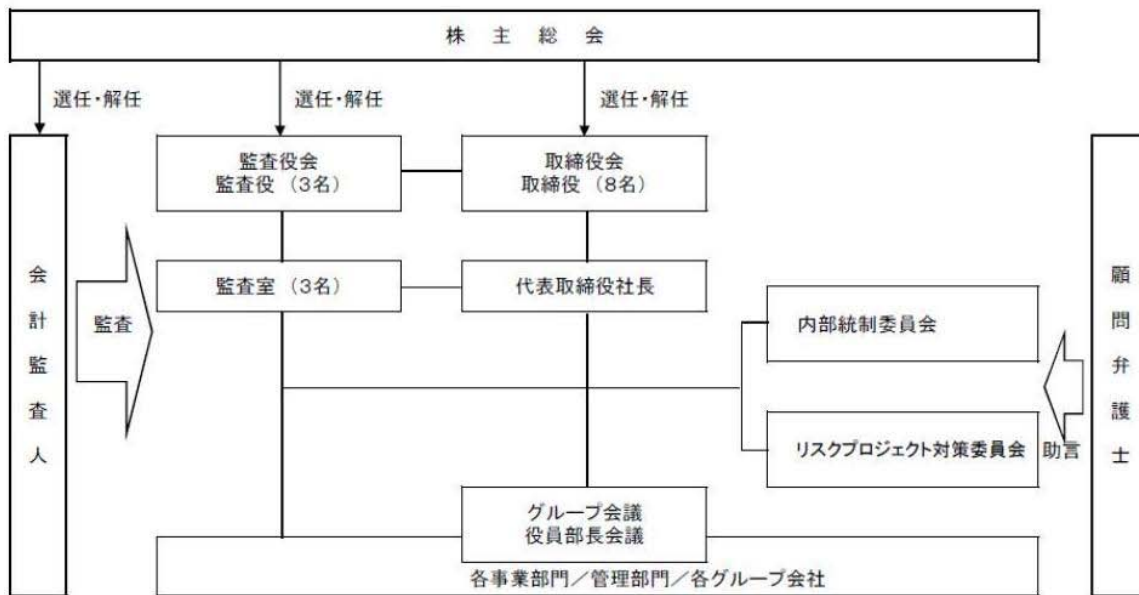 株主総会
選任・解任
選任・解任
選任・解任
監査役会
監査役 (3名)
取締役会
取締役 (8名)
会計監査人
監査
監査室 (3名)
代表取締役社長
内部統制委員会
リスクプロジェクト対策委員会
助言
顧問弁護士
グループ会議
役員部長会議
各事業部門／管理部門／各グループ会社